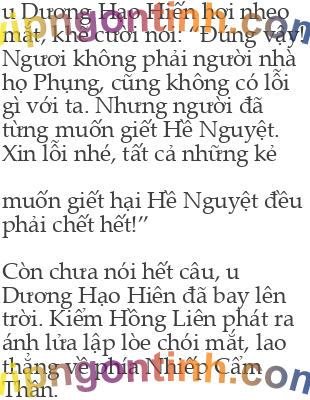 u Dương Hạo Hiên hơi nheo
mắt, khẽ cười nói: “Đúng vậy!
Ngươi không phải người nhà
họ Phụng, cũng không có lỗi
gì với ta. Nhưng người đã
từng muốn giết Hề Nguyệt.
Xin lỗi nhé, tất cả những kẻ
muốn giết hại Hề Nguyệt đều
phải chết hết!”
Còn chưa nói hết câu, u
Dương Hạo Hiên đã bay lên
trời. Kiếm Hồng Liên phát ra
ánh lửa lập lòe chói mắt, lao
thẳng về phía Nhiếp Cẩm
Thần.
vipngontinh.com
vipngontinh.com